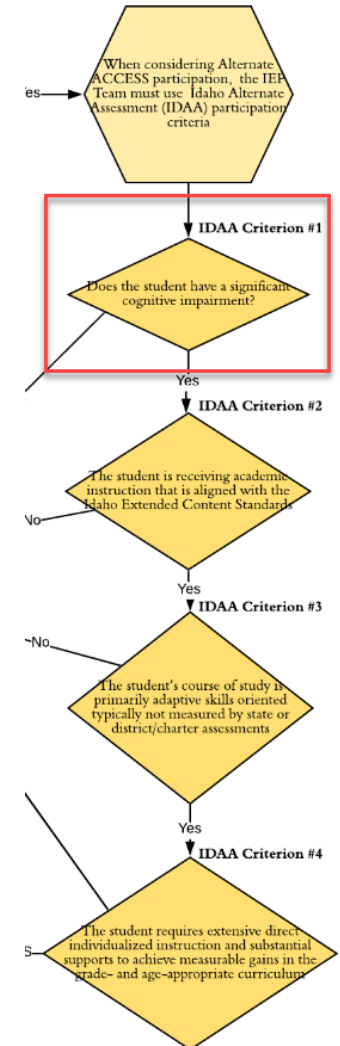 When considering Alternate
ACCESS participation, the IEP
Team must use Idaho Alternate
Assessment (IDAA) participation
criteria
es
IDAA Criterion #1
Does the student have a significant
cognitive impairment?
Yes
IDAA Criterion #2
The student is receiving academic
instruction that is aligned with the
Idaho Extended Content Standards
No
Yes
IDAA Criterion #3
No
The student's course of study is
primarily adaptive skills oriented
typically not measured by state or
district/charter assessments
Yes
IDAA Criterion #4
The student requires extensive direct
individualized instruction and substantial
supports to achieve measurable gains in the
grade- and age-appropriate curriculum
S